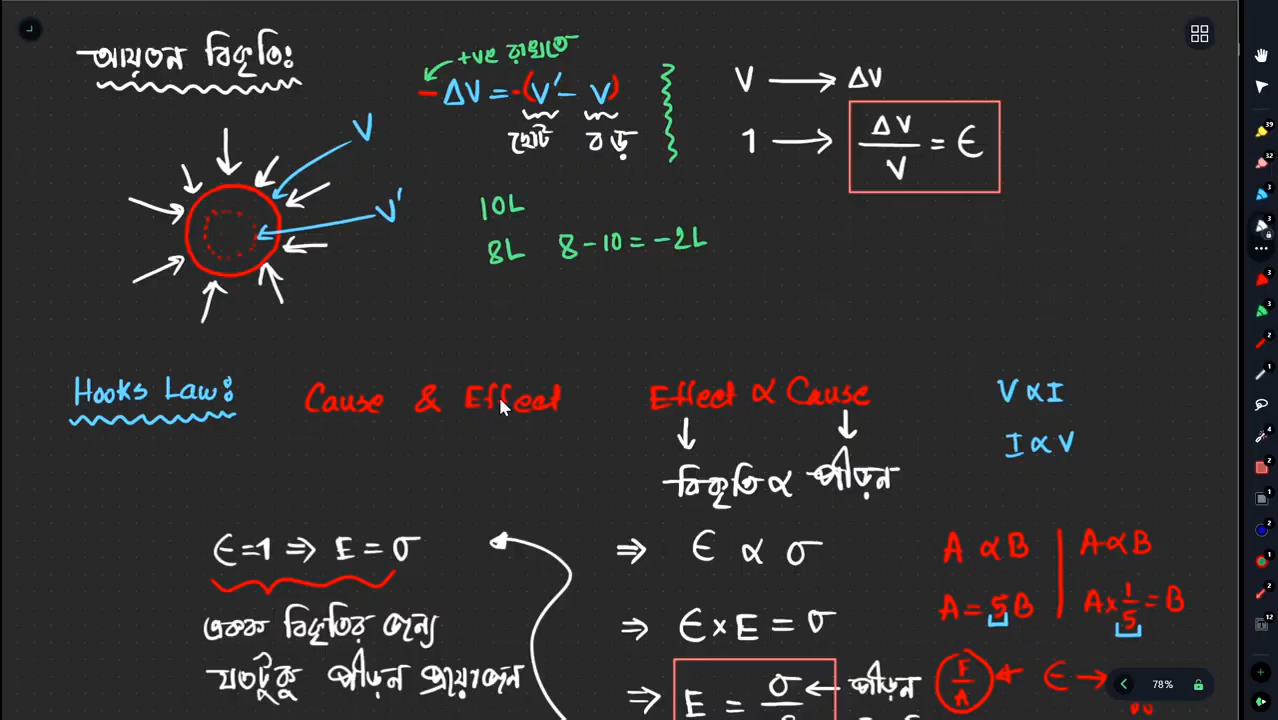 আয়তন বিকৃতিঃ
+ve রাখতে
- ΔV = -(V′ - V)
ছোট বড়
V ⟶ ΔV
1 ⟶ ΔV/V = ϵ
V
V′
10L
8L 8-10 = -2L
Hooks Law:
Cause & Effect
Effect ∝ Cause
বিকৃতি ∝ পীড়ন
V ∝ I
I ∝ V
ϵ=1 ⇒ E = σ
একক বিকৃতির জন্য
যতটুকু পীড়ন প্রয়োজন
⇒ ϵ ∝ σ
⇒ ϵ × E = σ
⇒ E = σ ← পীড়ন
A ∝ B
A = 5B
A ∝ B
A × 1/5 = B
F/A ← ϵ →
78%